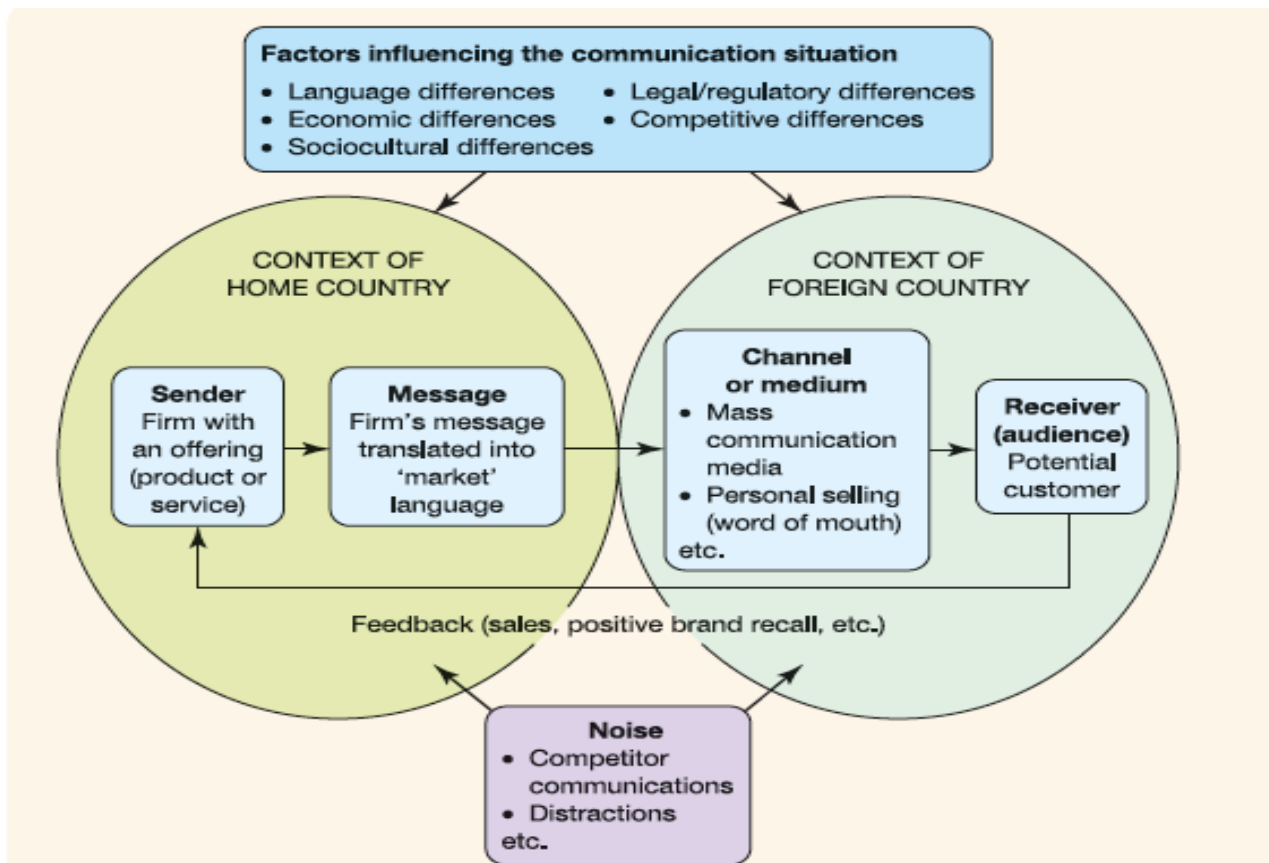 Factors influencing the communication situation
• Language differences
• Economic differences
• Sociocultural differences
• Legal/regulatory differences
• Competitive differences
CONTEXT OF
HOME COUNTRY
Sender
Firm with
an offering
(product or
service)
Message
Firm's message
translated into
‘market’
language
CONTEXT OF
FOREIGN COUNTRY
Channel
or medium
• Mass
communication
media
• Personal selling
(word of mouth)
etc.
Receiver
(audience)
Potential
customer
Feedback (sales, positive brand recall, etc.)
Noise
• Competitor
communications
• Distractions
etc.